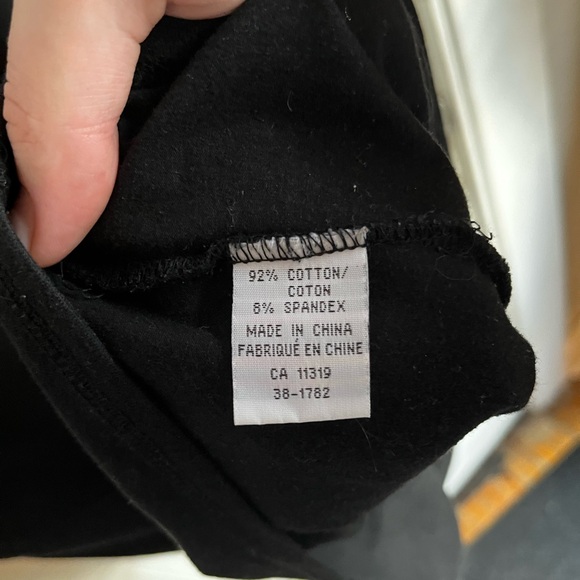 92% COTTON/
COTON
8% SPANDEX
MADE IN CHINA
FABRIQUÉ EN CHINE
CA 11319
38-1782